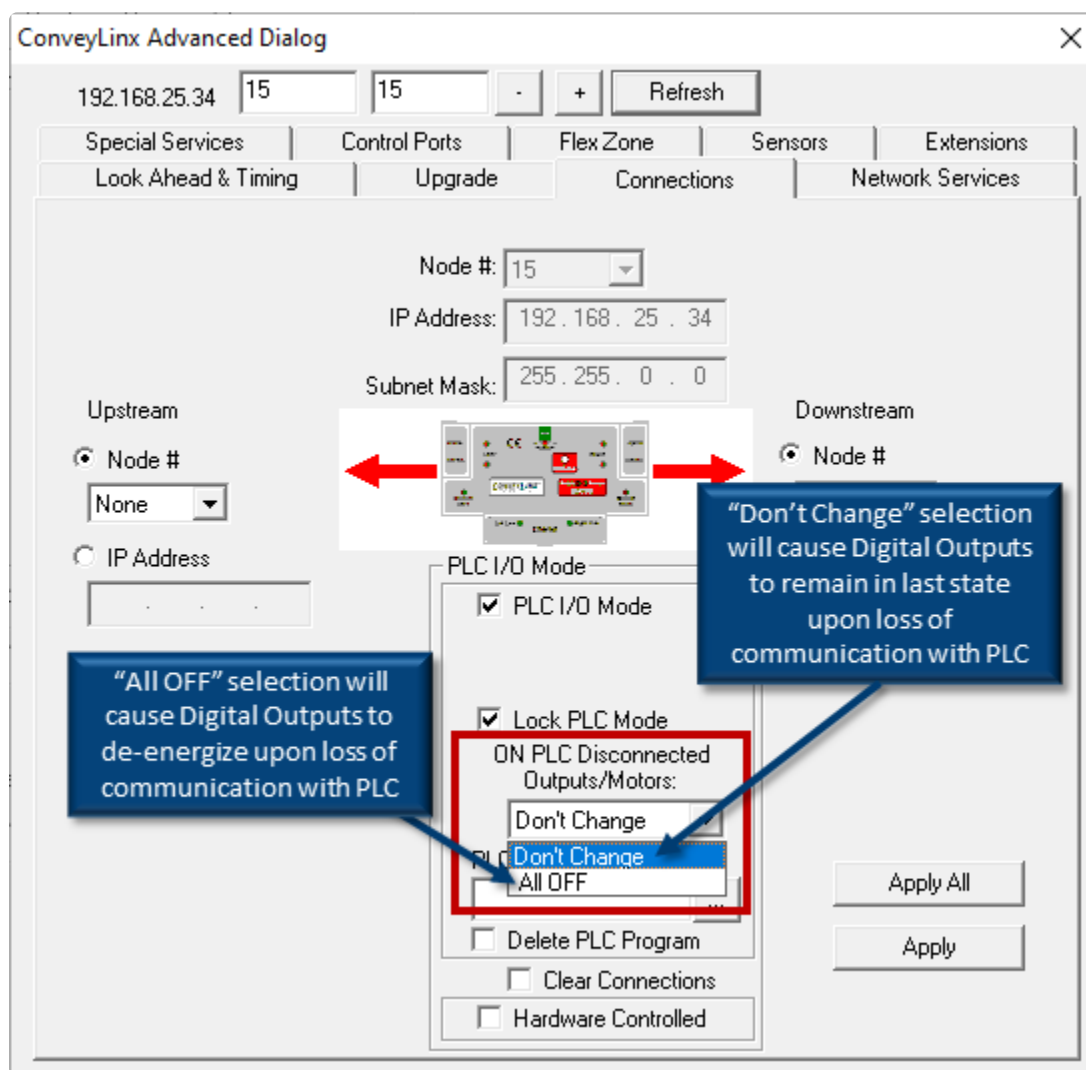 ConveyLinx Advanced Dialog
192.168.25.34 15 15 - + Refresh
Special Services Control Ports Flex Zone Sensors Extensions
Look Ahead & Timing Upgrade Connections Network Services
Node #: 15
IP Address: 192 . 168 . 25 . 34
Subnet Mask: 255 . 255 . 0 . 0
Upstream
Node #
None
IP Address
. . .
Downstream
Node #
"Don't Change" selection
will cause Digital Outputs
to remain in last state
upon loss of
communication with PLC
PLC I/O Mode
PLC I/O Mode
"All OFF" selection will
cause Digital Outputs to
de-energize upon loss of
communication with PLC
Lock PLC Mode
ON PLC Disconnected
Outputs/Motors:
Don't Change
Don't Change
All OFF
...
Delete PLC Program
Clear Connections
Hardware Controlled
Apply All
Apply